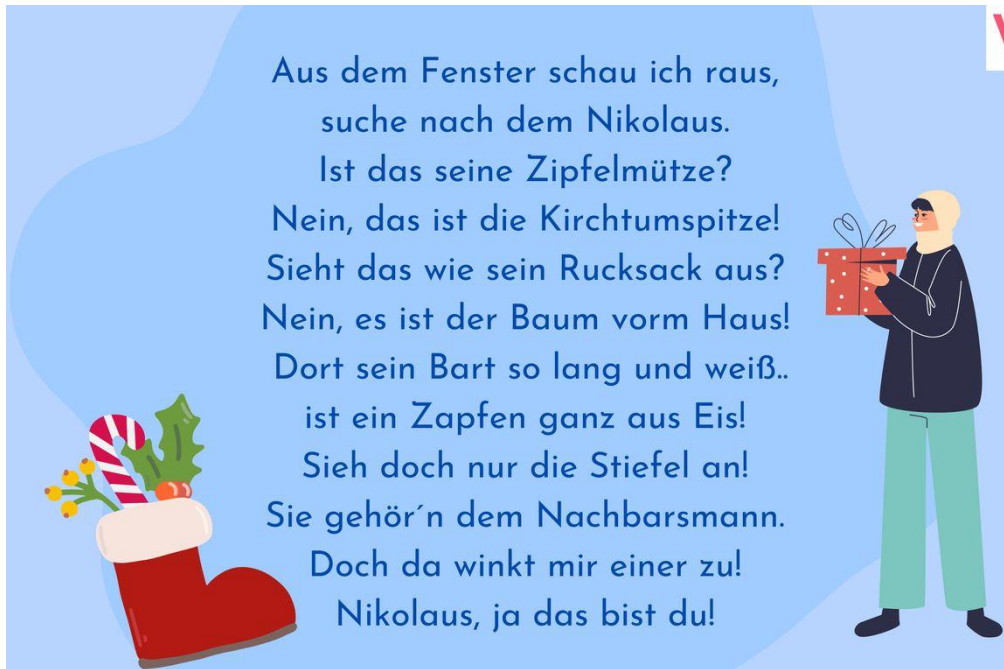 Aus dem Fenster schau ich raus,
suche nach dem Nikolaus.
Ist das seine Zipfelmütze?
Nein, das ist die Kirchtumspitze!
Sieht das wie sein Rucksack aus?
Nein, es ist der Baum vorm Haus!
Dort sein Bart so lang und weiß..
ist ein Zapfen ganz aus Eis!
Sieh doch nur die Stiefel an!
Sie gehör´n dem Nachbarsmann.
Doch da winkt mir einer zu!
Nikolaus, ja das bist du!